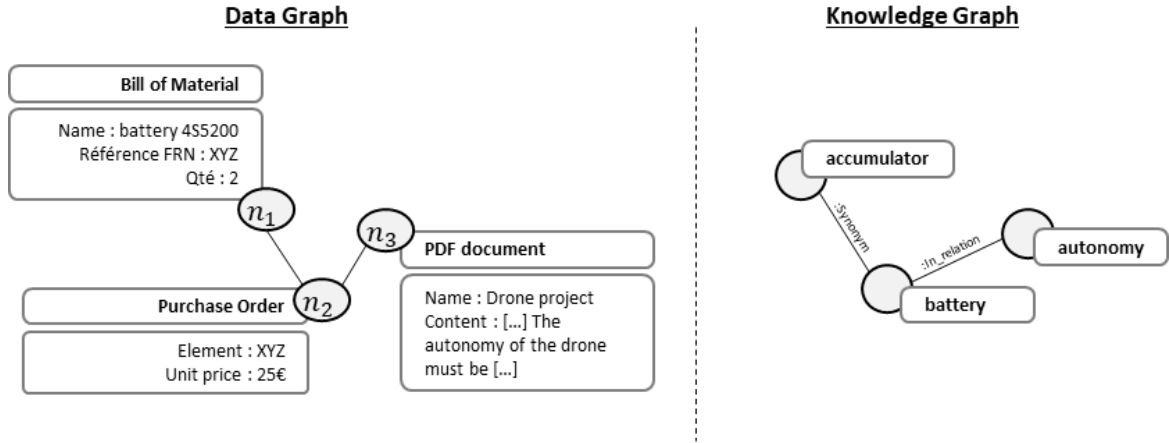 Data Graph
Bill of Material
Name : battery 4S5200
Référence FRN : XYZ
Qté : 2
n₁
n₃
PDF document
Name : Drone project
Content : [...] The
autonomy of the drone
must be [...]
n₂
Purchase Order
Element : XYZ
Unit price : 25€
Knowledge Graph
accumulator
:Synonym
:In_relation
autonomy
battery